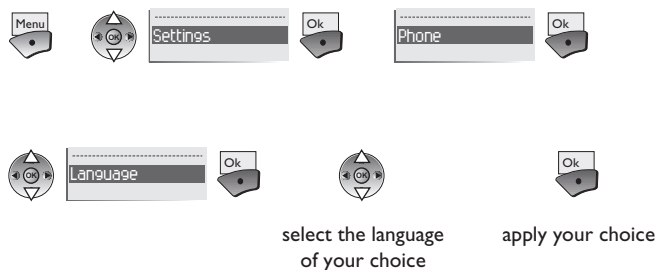 Menu
OK
Settings
Ok
Phone
Ok
OK
Language
Ok
OK
Ok
select the language
of your choice
apply your choice